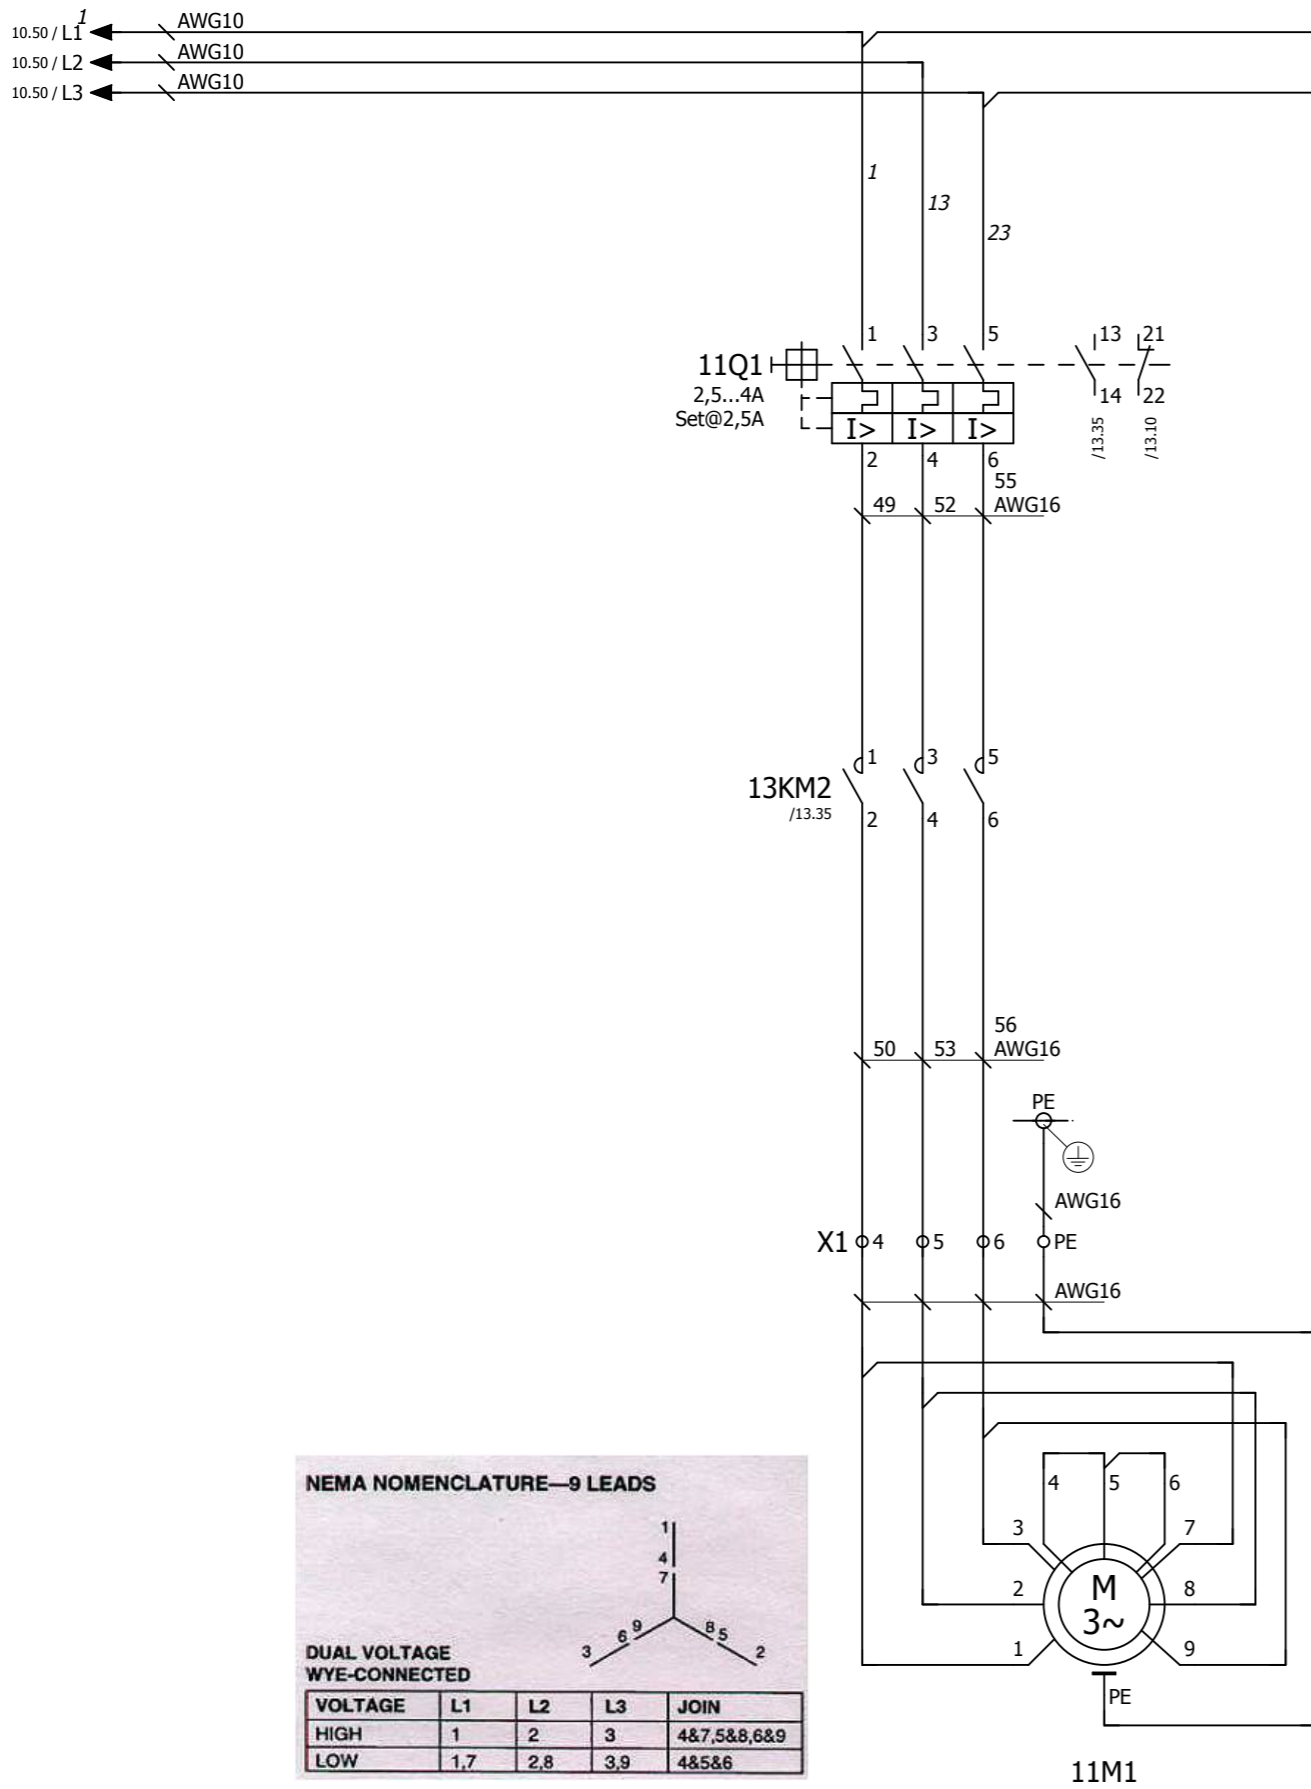 1
10.50 / L1 AWG10
10.50 / L2 AWG10
10.50 / L3 AWG10
1
13
23
1 3 5 13 21
11Q1
2,5...4A
Set@2,5A
14 22
I> I> I>
/13.35 /13.10
2 4 6
55
49 52 AWG16
1 3 5
13KM2
/13.35
2 4 6
56
50 53 AWG16
PE
AWG16
X1 4 5 6 PE
AWG16
4 5 6
3 7
M
3~
2 8
1 9
PE
11M1
NEMA NOMENCLATURE—9 LEADS
1
4
7
3 6 9 8 5 2
DUAL VOLTAGE
WYE-CONNECTED
VOLTAGE L1 L2 L3 JOIN
HIGH 1 2 3 4&7,5&8,6&9
LOW 1,7 2,8 3,9 4&5&6